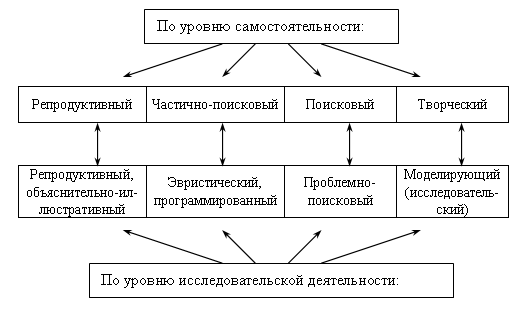 По уровню самостоятельности:
Репродуктивный
Частично-поисковый
Поисковый
Творческий
Репродуктивный,
объяснительно-ил-
люстративный
Эвристический,
программированный
Проблемно-
поисковый
Моделирующий
(исследователь-
ский)
По уровню исследовательской деятельности: